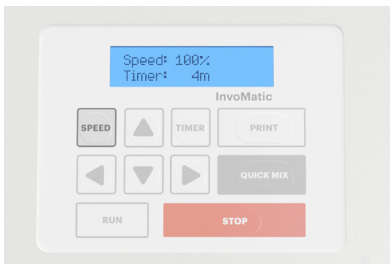 Speed: 100%
Timer: 4m
InvoMatic
SPEED
TIMER
PRINT
QUICK MIX
RUN
STOP